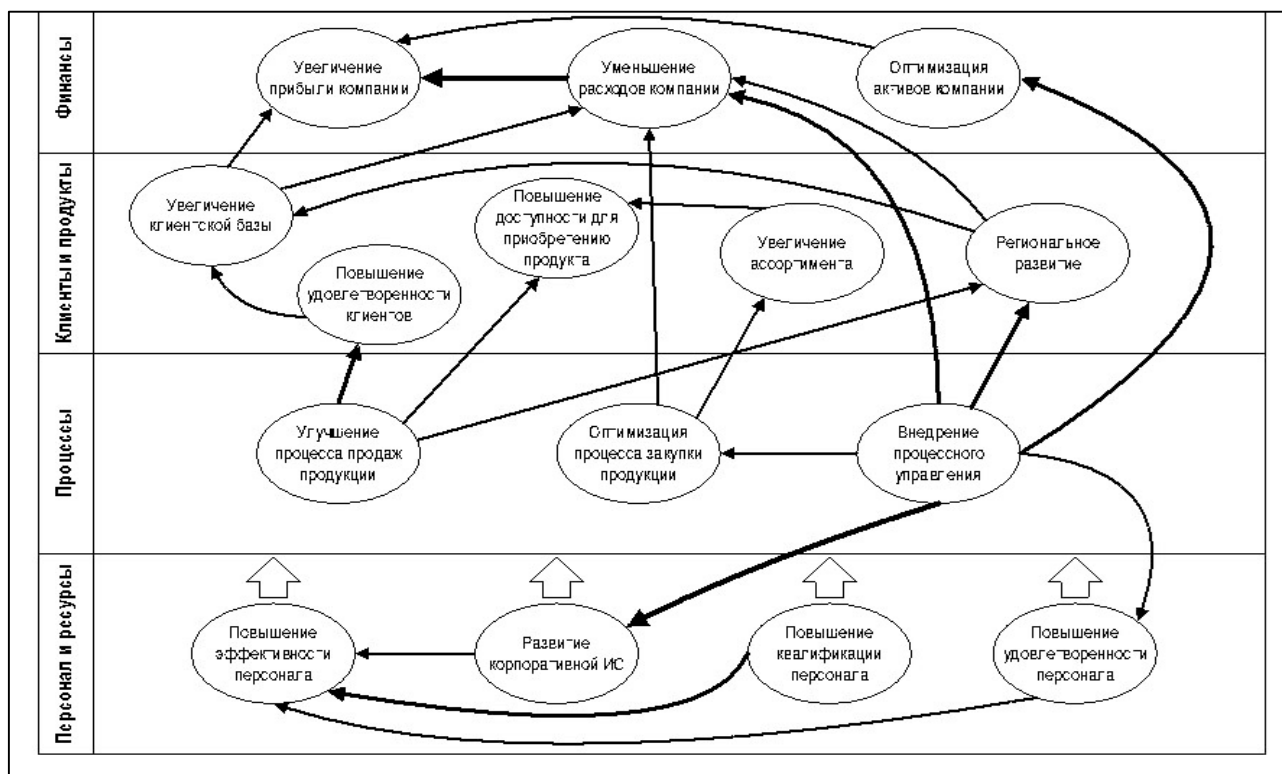 Финансы
Увеличение
прибыли компании
Уменьшение
расходов компании
Оптимизация
активов компании
Клиенты и продукты
Увеличение
клиентской базы
Повышение
удовлетворенности
клиентов
Повышение
доступности для
приобретению
продукта
Увеличение
ассортимента
Региональное
развитие
Процессы
Улучшение
процесса продаж
продукции
Оптимизация
процесса закупки
продукции
Внедрение
процессного
управления
Персонал и ресурсы
Повышение
эффективности
персонала
Развитие
корпоративной ИС
Повышение
квалификации
персонала
Повышение
удовлетворенности
персонала